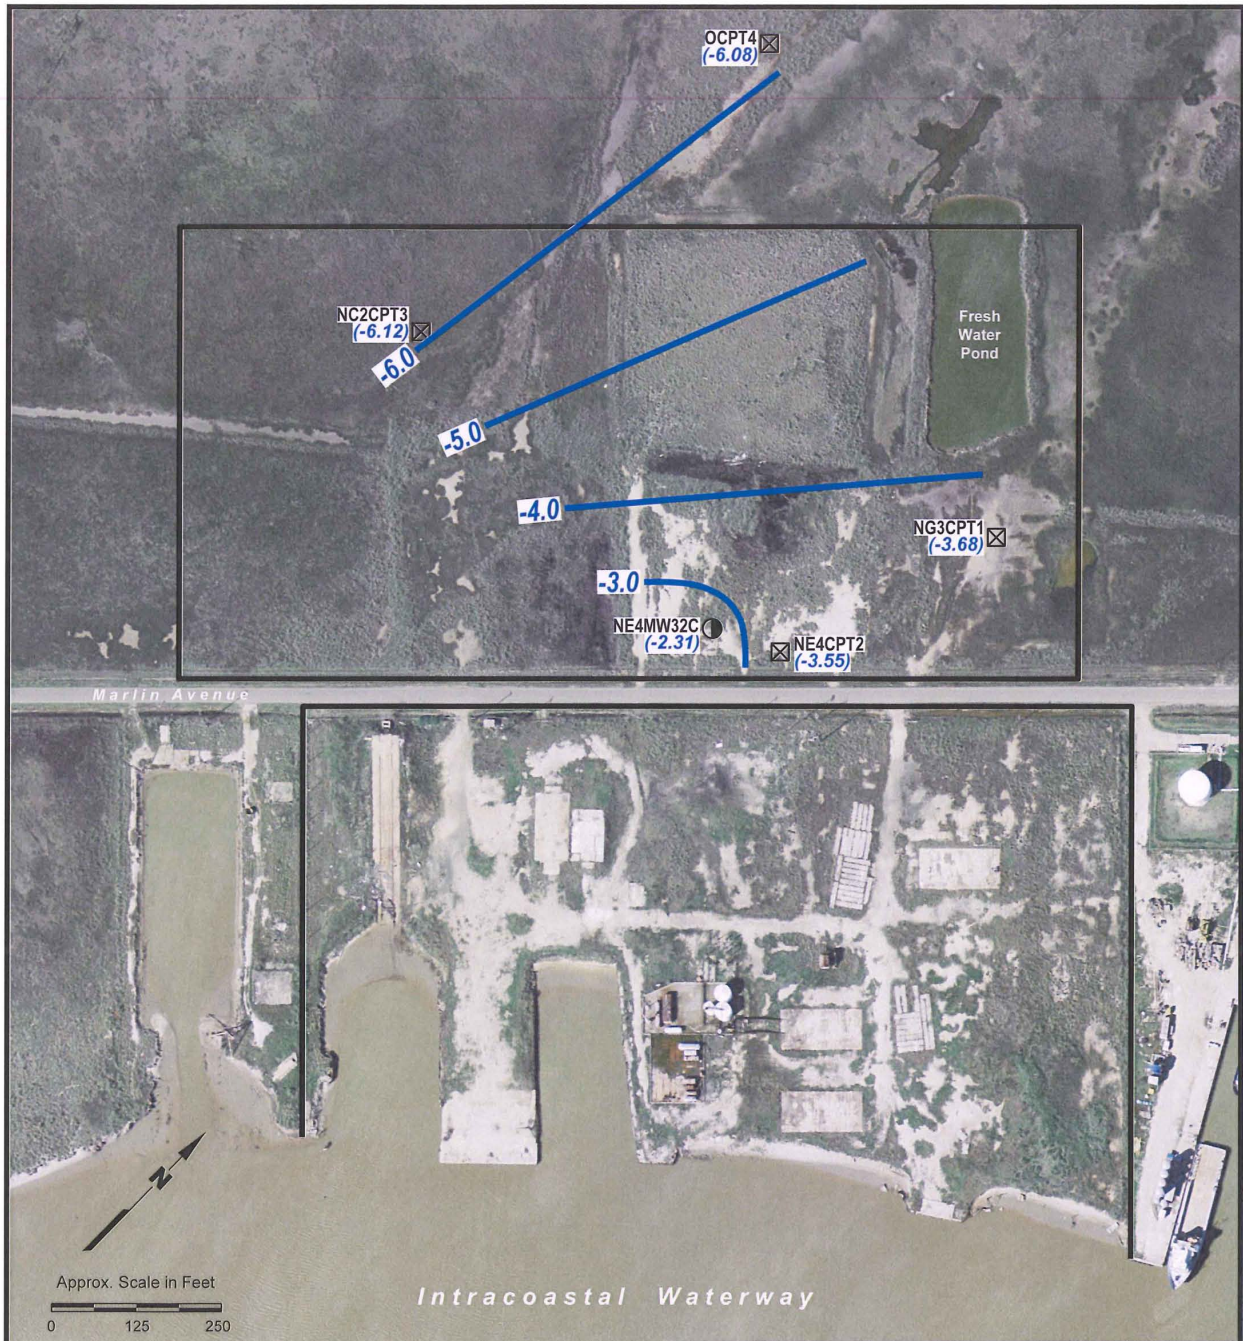 OCPT4
(-6.08)
NC2CPT3
(-6.12)
-6.0
Fresh
Water
Pond
-5.0
-4.0
NG3CPT1
(-3.68)
-3.0
NE4MW32C
(-2.31)
NE4CPT2
(-3.55)
Marlin Avenue
N
Approx. Scale in Feet
0 125 250
Intracoastal Waterway